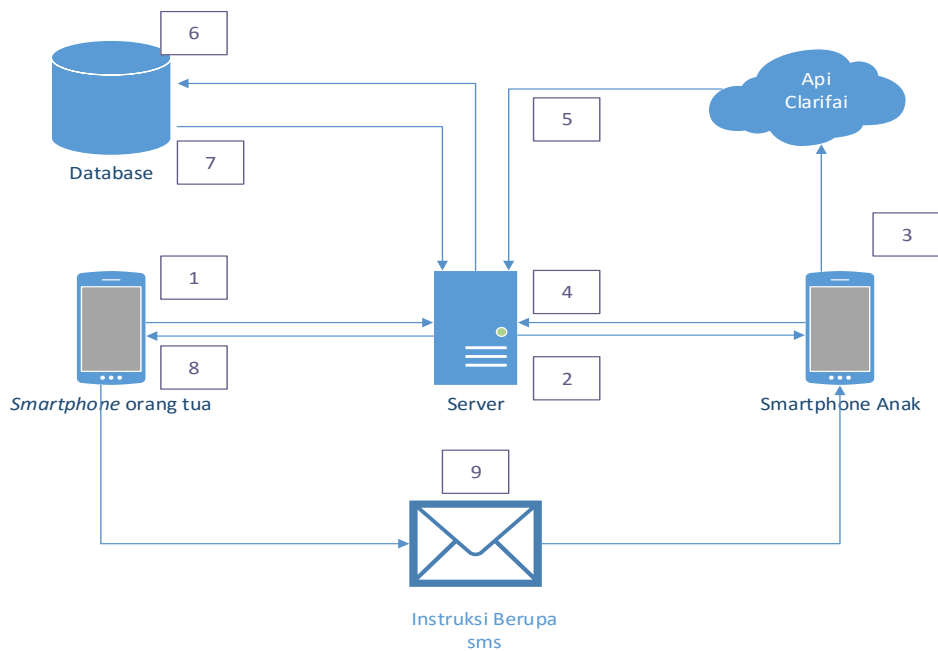 6
Api
Clarifai
5
7
Database
3
1
4
8
2
Smartphone orang tua
Server
Smartphone Anak
9
Instruksi Berupa
sms